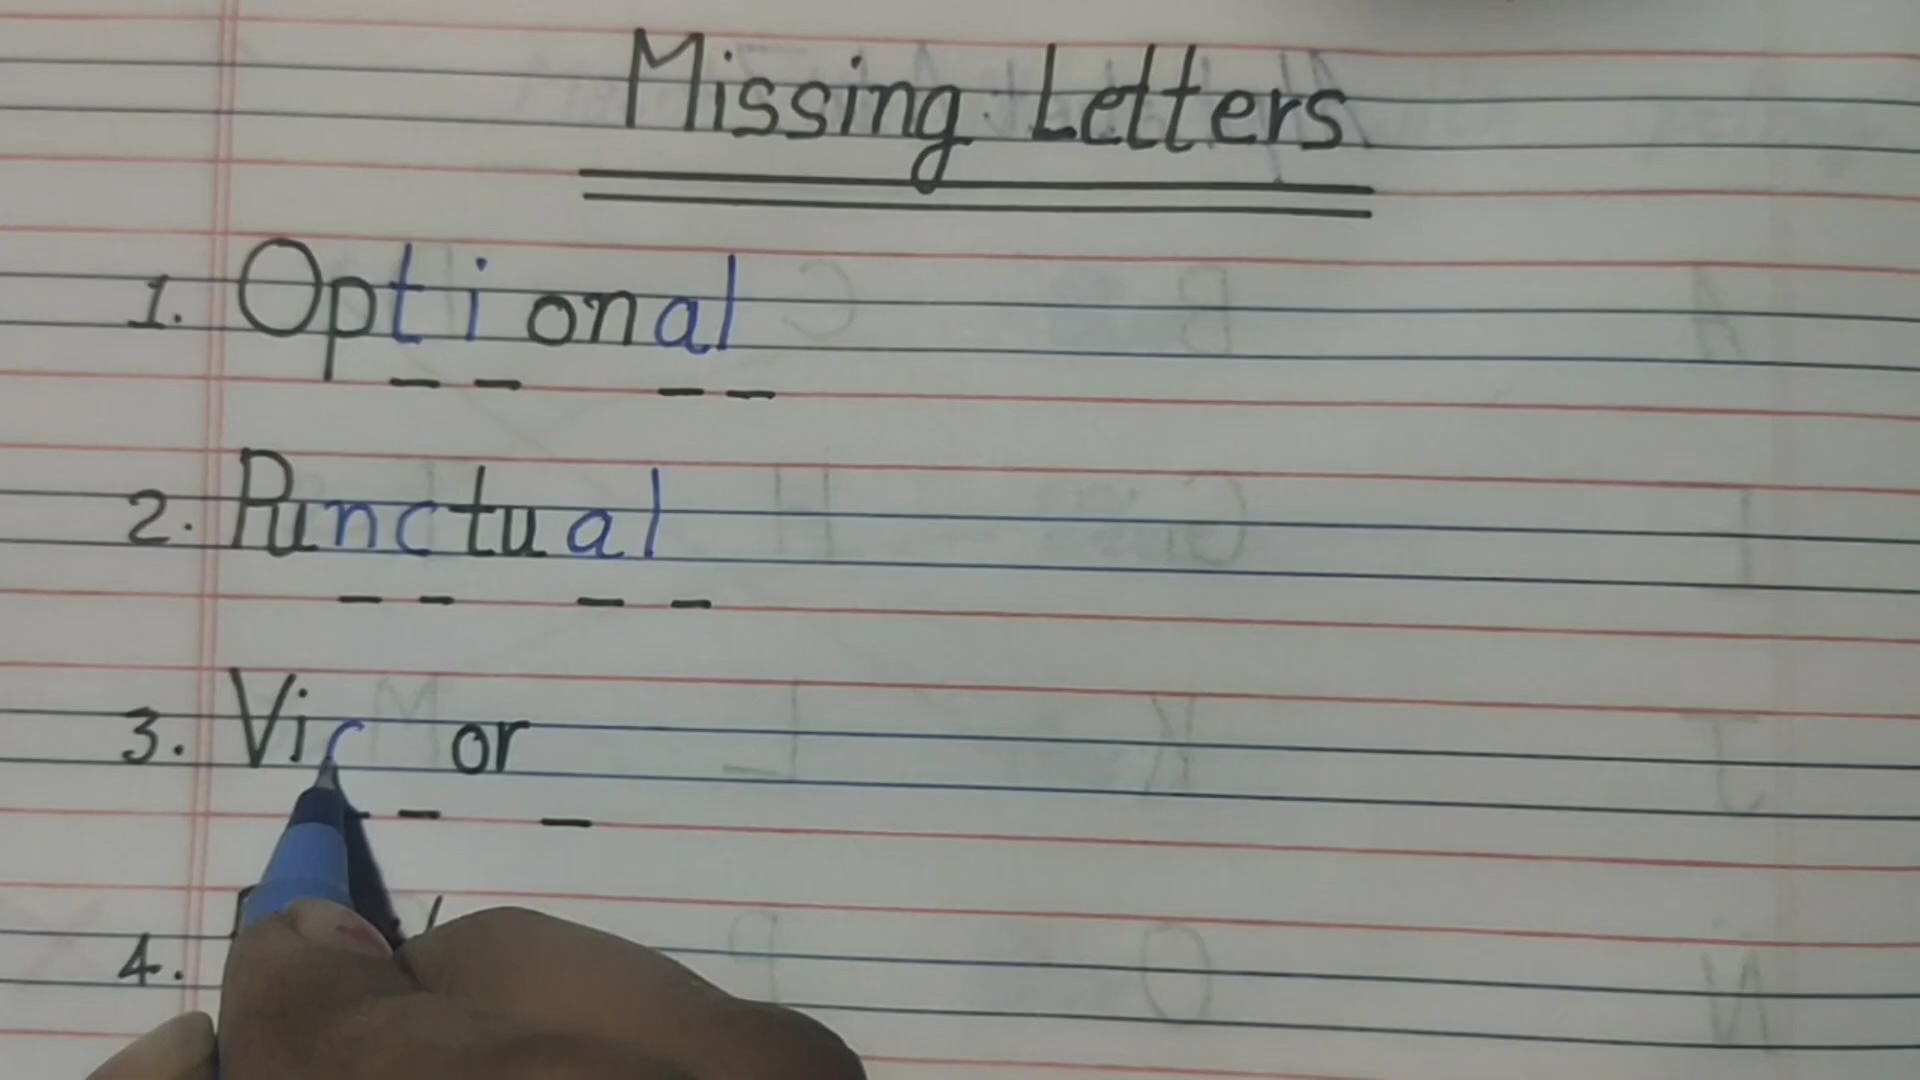 Missing Letters
1. Optional
2. Punctual
3. Vic or
4.